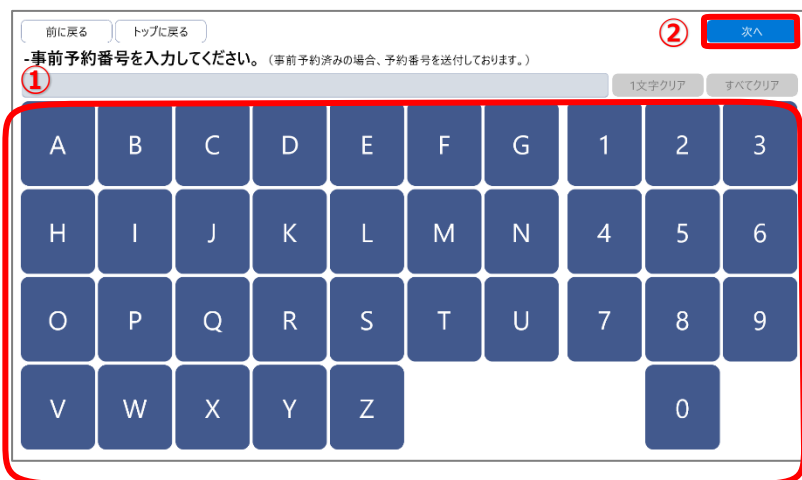 前に戻る トップに戻る ② 次へ
-事前予約番号を入力してください。（事前予約済みの場合、予約番号を送付しております。）
① 1文字クリア すべてクリア
A B C D E F G 1 2 3
H I J K L M N 4 5 6
O P Q R S T U 7 8 9
V W X Y Z 0